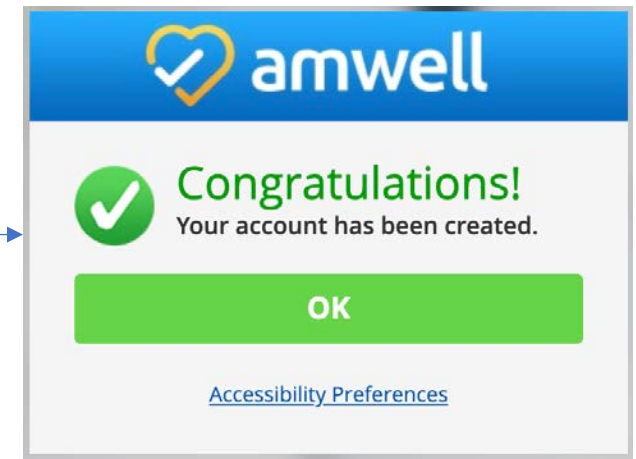 amwell
Congratulations!
Your account has been created.
OK
Accessibility Preferences